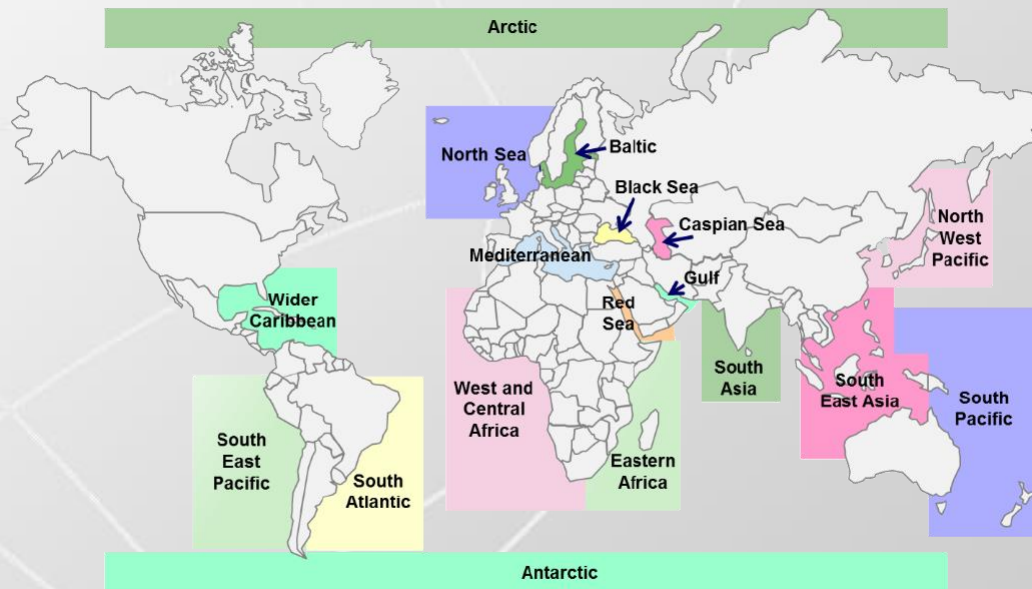 Arctic
North Sea
Baltic
Black Sea
Caspian Sea
North
West
Pacific
Mediterranean
Gulf
Wider
Caribbean
Red
Sea
South
Asia
South
East Asia
South
Pacific
West and
Central
Africa
South
East
Pacific
South
Atlantic
Eastern
Africa
Antarctic